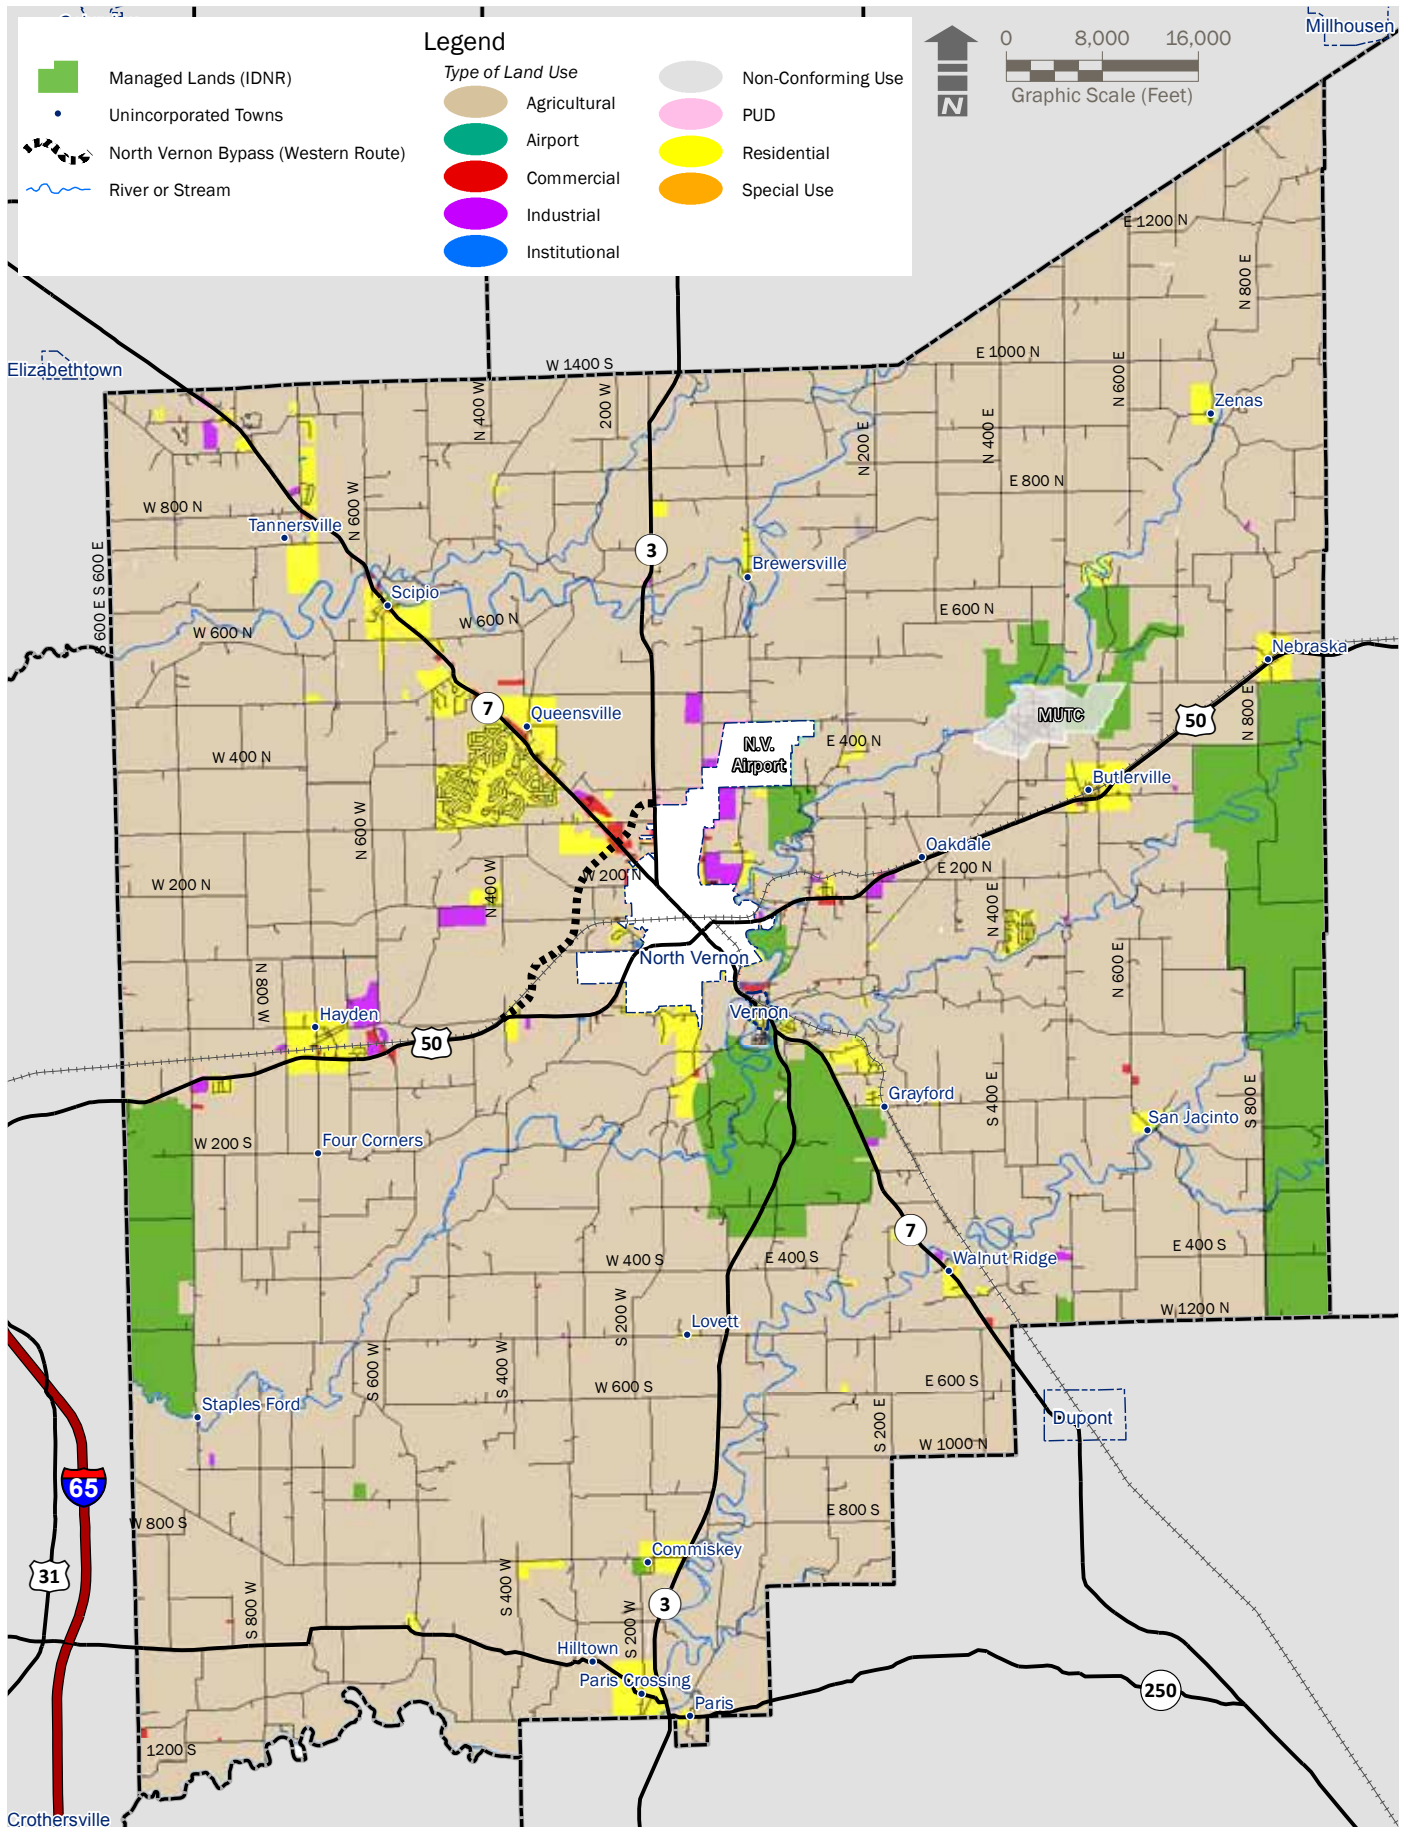 Millhousen
Legend
Managed Lands (IDNR)
Unincorporated Towns
North Vernon Bypass (Western Route)
River or Stream
Type of Land Use
Agricultural
Airport
Commercial
Industrial
Institutional
Non-Conforming Use
PUD
Residential
Special Use
N
0 8,000 16,000
Graphic Scale (Feet)
E 1200 N
N 800 E
Elizabethtown
W 1400 S
E 1000 N
N 400 W
200 W
N 200 E
N 400 E
N 600 E
Zenas
E 800 N
W 800 N
N 600 W
Tannersville
3
Brewersville
S 600 E
S 600 E
Scipio
W 600 N
W 600 N
E 600 N
Nebraska
7
Queensville
MUTC
50
N 800 E
W 400 N
N.V.
Airport
E 400 N
Butlerville
N 600 W
Oakdale
E 200 N
W 200 N
W 200 N
N 400 W
N 400 E
North Vernon
N 600 E
N 800 W
Hayden
Vernon
50
Grayford
S 400 E
S 800 E
San Jacinto
W 200 S
Four Corners
7
W 400 S
E 400 S
E 400 S
Walnut Ridge
S 200 W
Lovett
W 1200 N
S 600 W
S 400 W
W 600 S
E 600 S
Staples Ford
S 200 E
Dupont
W 1000 N
65
E 800 S
W 800 S
Commiskey
31
S 400 W
S 800 W
3
S 200 W
Hilltown
Paris Crossing
Paris
250
1200 S
Crothersville